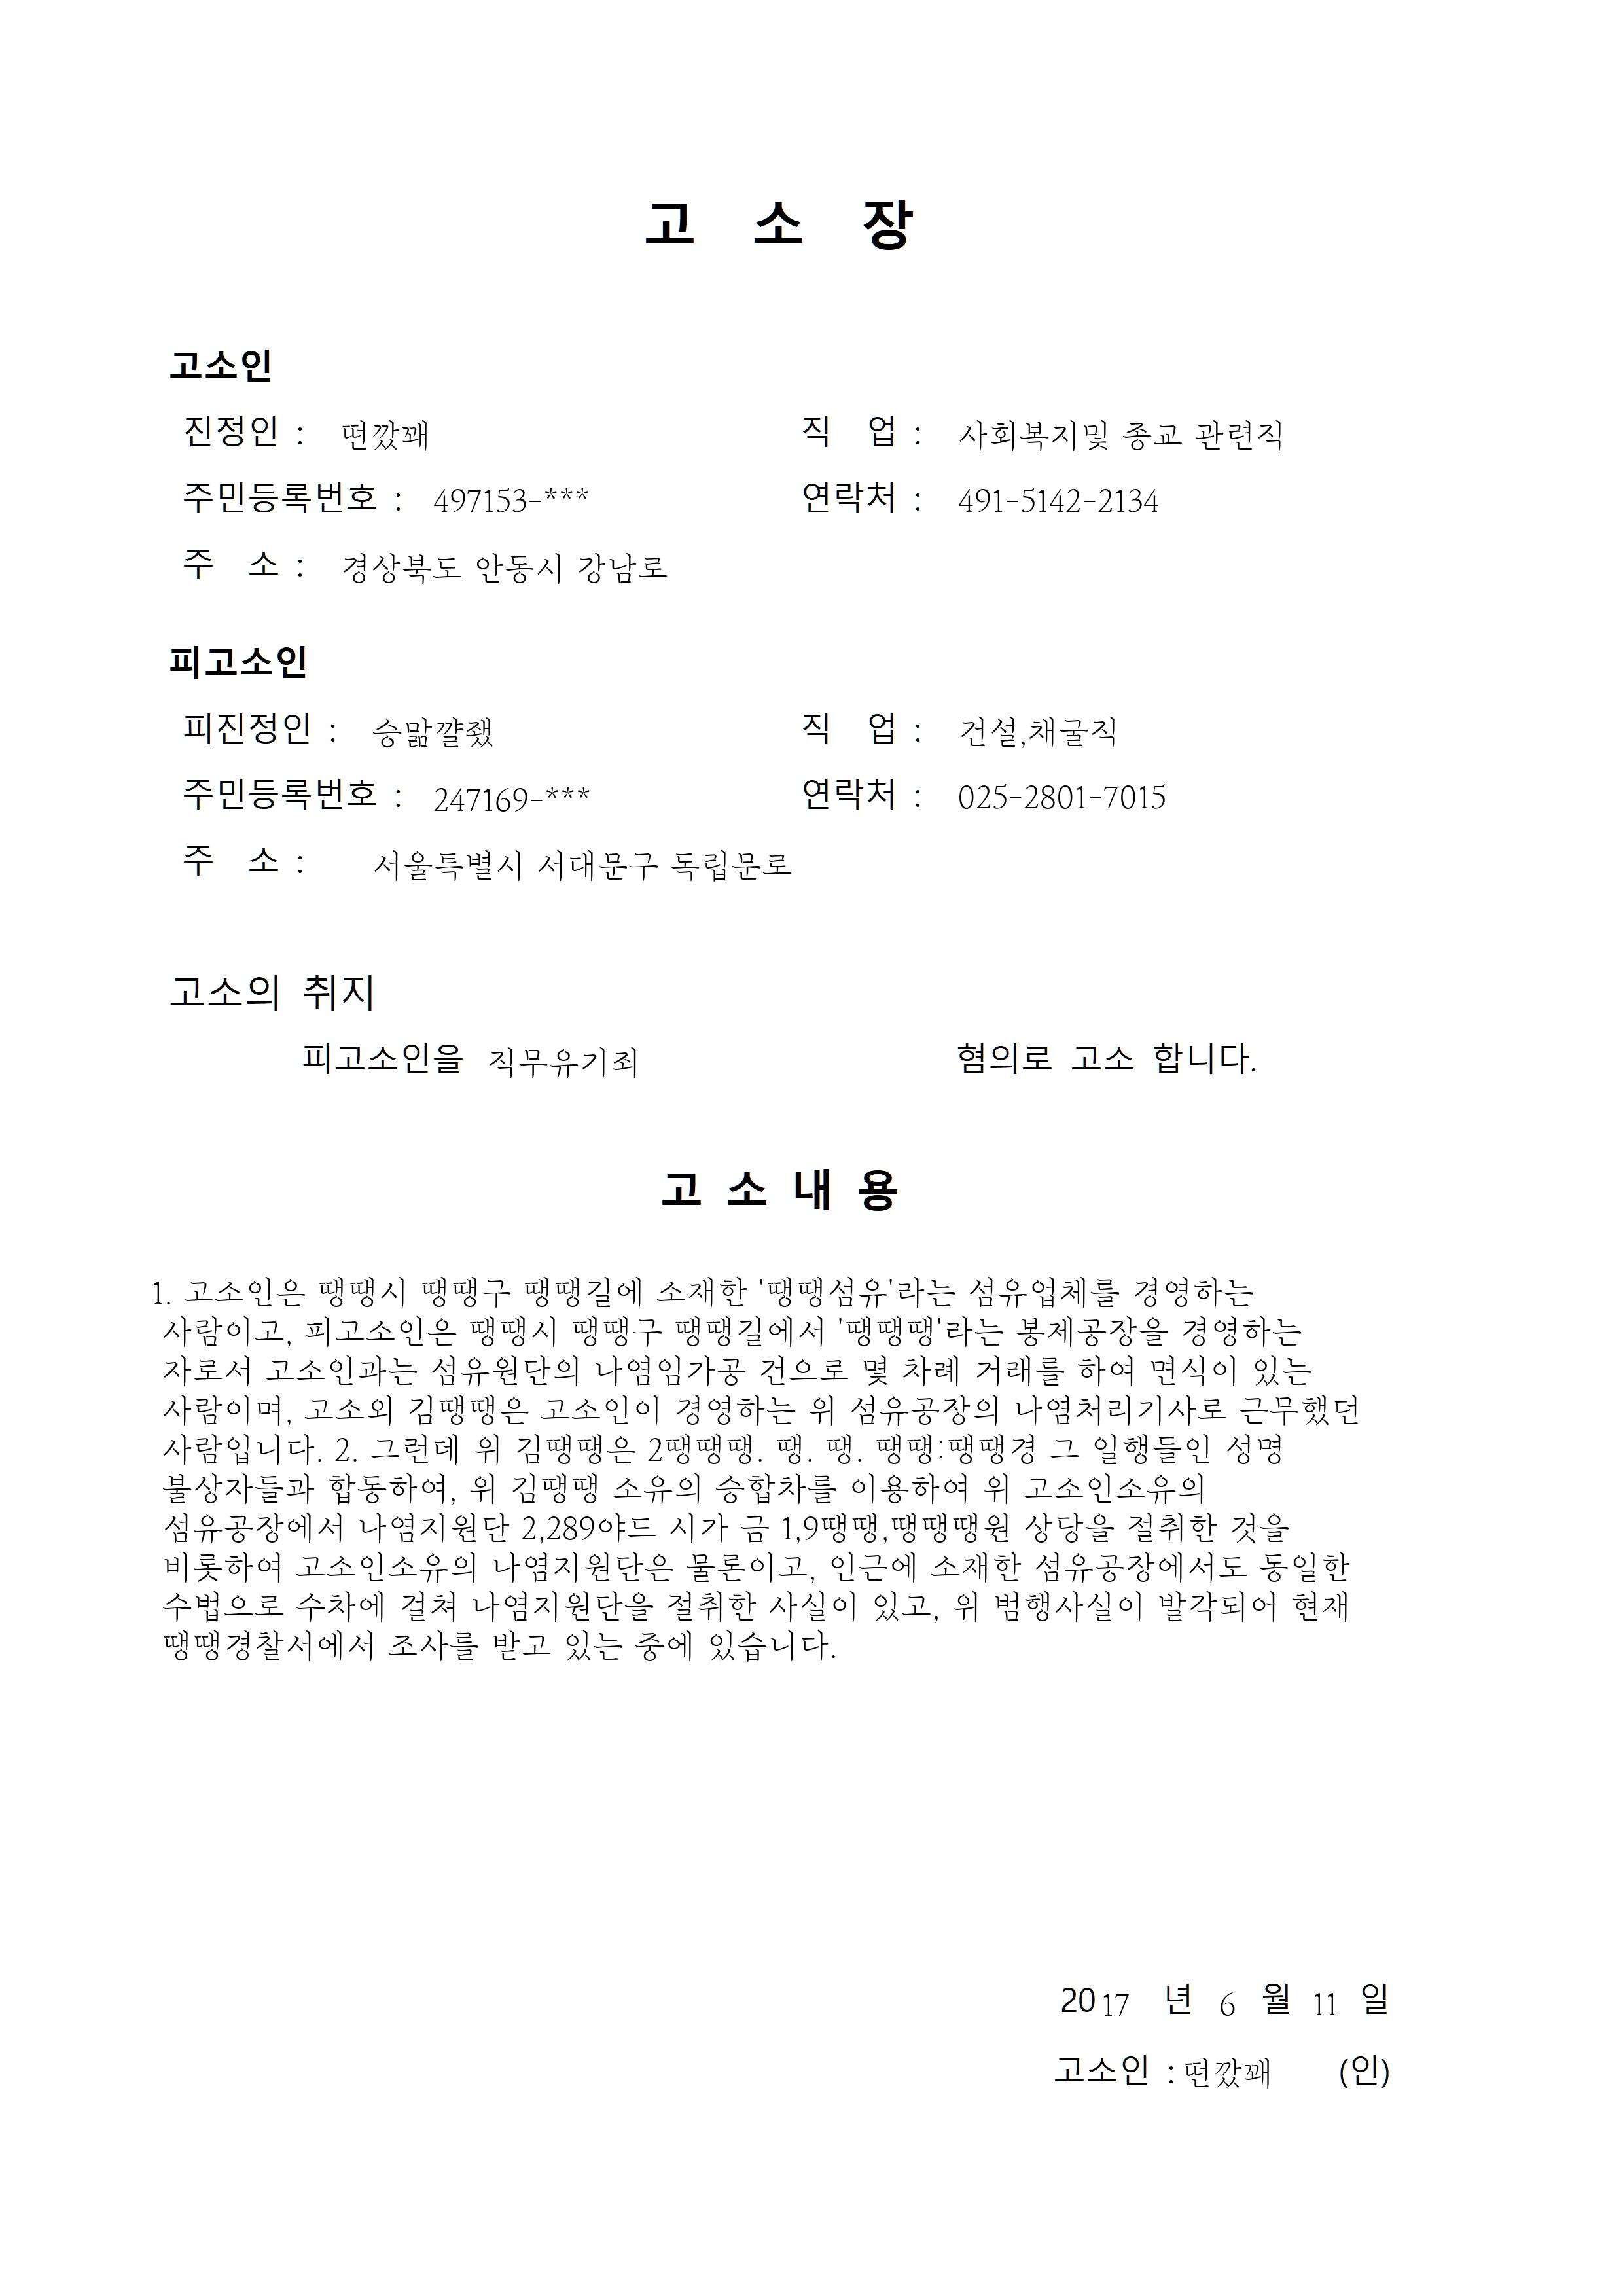 고 소 장
고소인
진정인 : 떤깠꽤 직 업 : 사회복지및 종교 관련직
주민등록번호 : 497153-*** 연락처 : 491-5142-2134
주 소 : 경상북도 안동시 강남로
피고소인
피진정인 : 승맒꺌좼 직 업 : 건설,채굴직
주민등록번호 : 247169-*** 연락처 : 025-2801-7015
주 소 : 서울특별시 서대문구 독립문로
고소의 취지
피고소인을 직무유기죄 혐의로 고소 합니다.
고 소 내 용
1. 고소인은 땡땡시 땡땡구 땡땡길에 소재한 '땡땡섬유'라는 섬유업체를 경영하는
사람이고, 피고소인은 땡땡시 땡땡구 땡땡길에서 '땡땡땡'라는 봉제공장을 경영하는
자로서 고소인과는 섬유원단의 나염임가공 건으로 몇 차례 거래를 하여 면식이 있는
사람이며, 고소외 김땡땡은 고소인이 경영하는 위 섬유공장의 나염처리기사로 근무했던
사람입니다. 2. 그런데 위 김땡땡은 2땡땡땡. 땡. 땡. 땡땡:땡땡경 그 일행들인 성명
불상자들과 합동하여, 위 김땡땡 소유의 승합차를 이용하여 위 고소인소유의
섬유공장에서 나염지원단 2,289야드 시가 금 1,9땡땡,땡땡땡원 상당을 절취한 것을
비롯하여 고소인소유의 나염지원단은 물론이고, 인근에 소재한 섬유공장에서도 동일한
수법으로 수차에 걸쳐 나염지원단을 절취한 사실이 있고, 위 범행사실이 발각되어 현재
땡땡경찰서에서 조사를 받고 있는 중에 있습니다.
2017 년 6 월 11 일
고소인 : 떤깠꽤 (인)